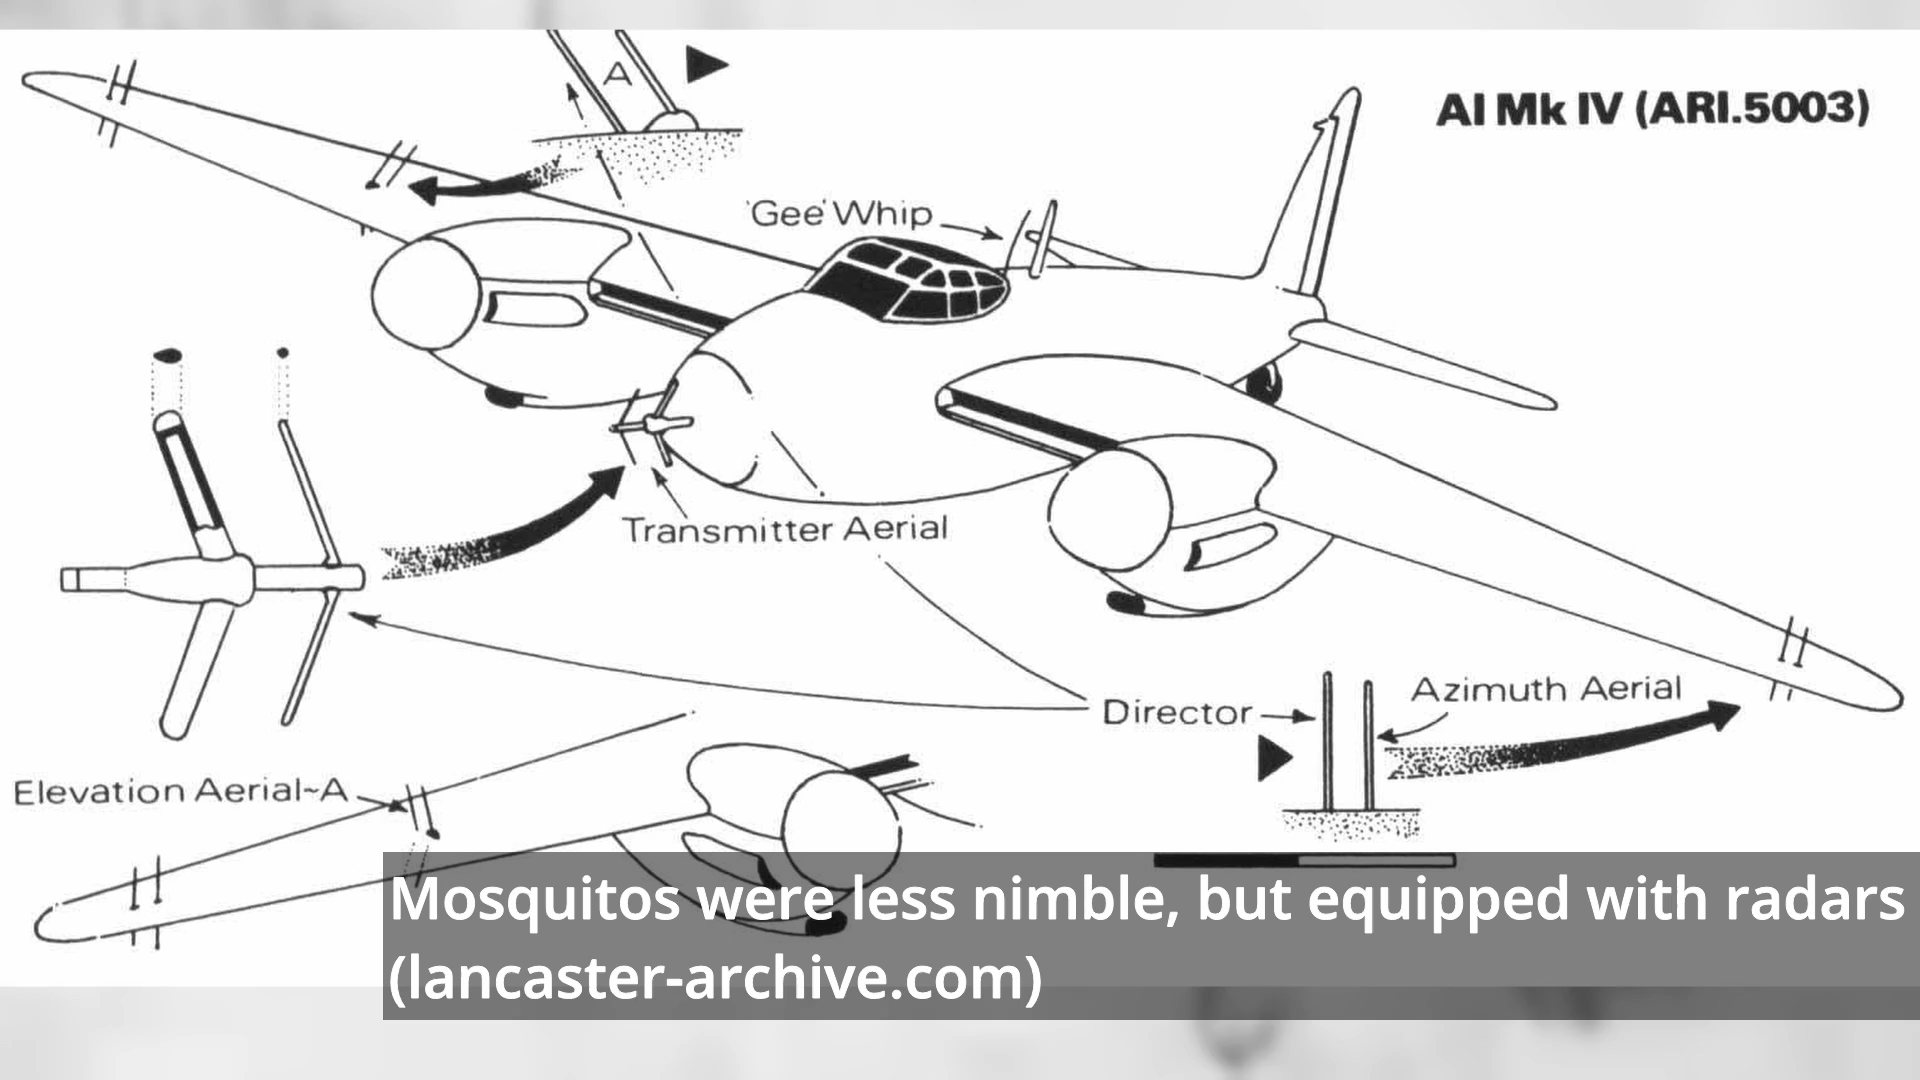 A
AI Mk IV (ARI.5003)
'Gee' Whip
Transmitter Aerial
Azimuth Aerial
Director
Elevation Aerial~A
Mosquitos were less nimble, but equipped with radars
(lancaster-archive.com)